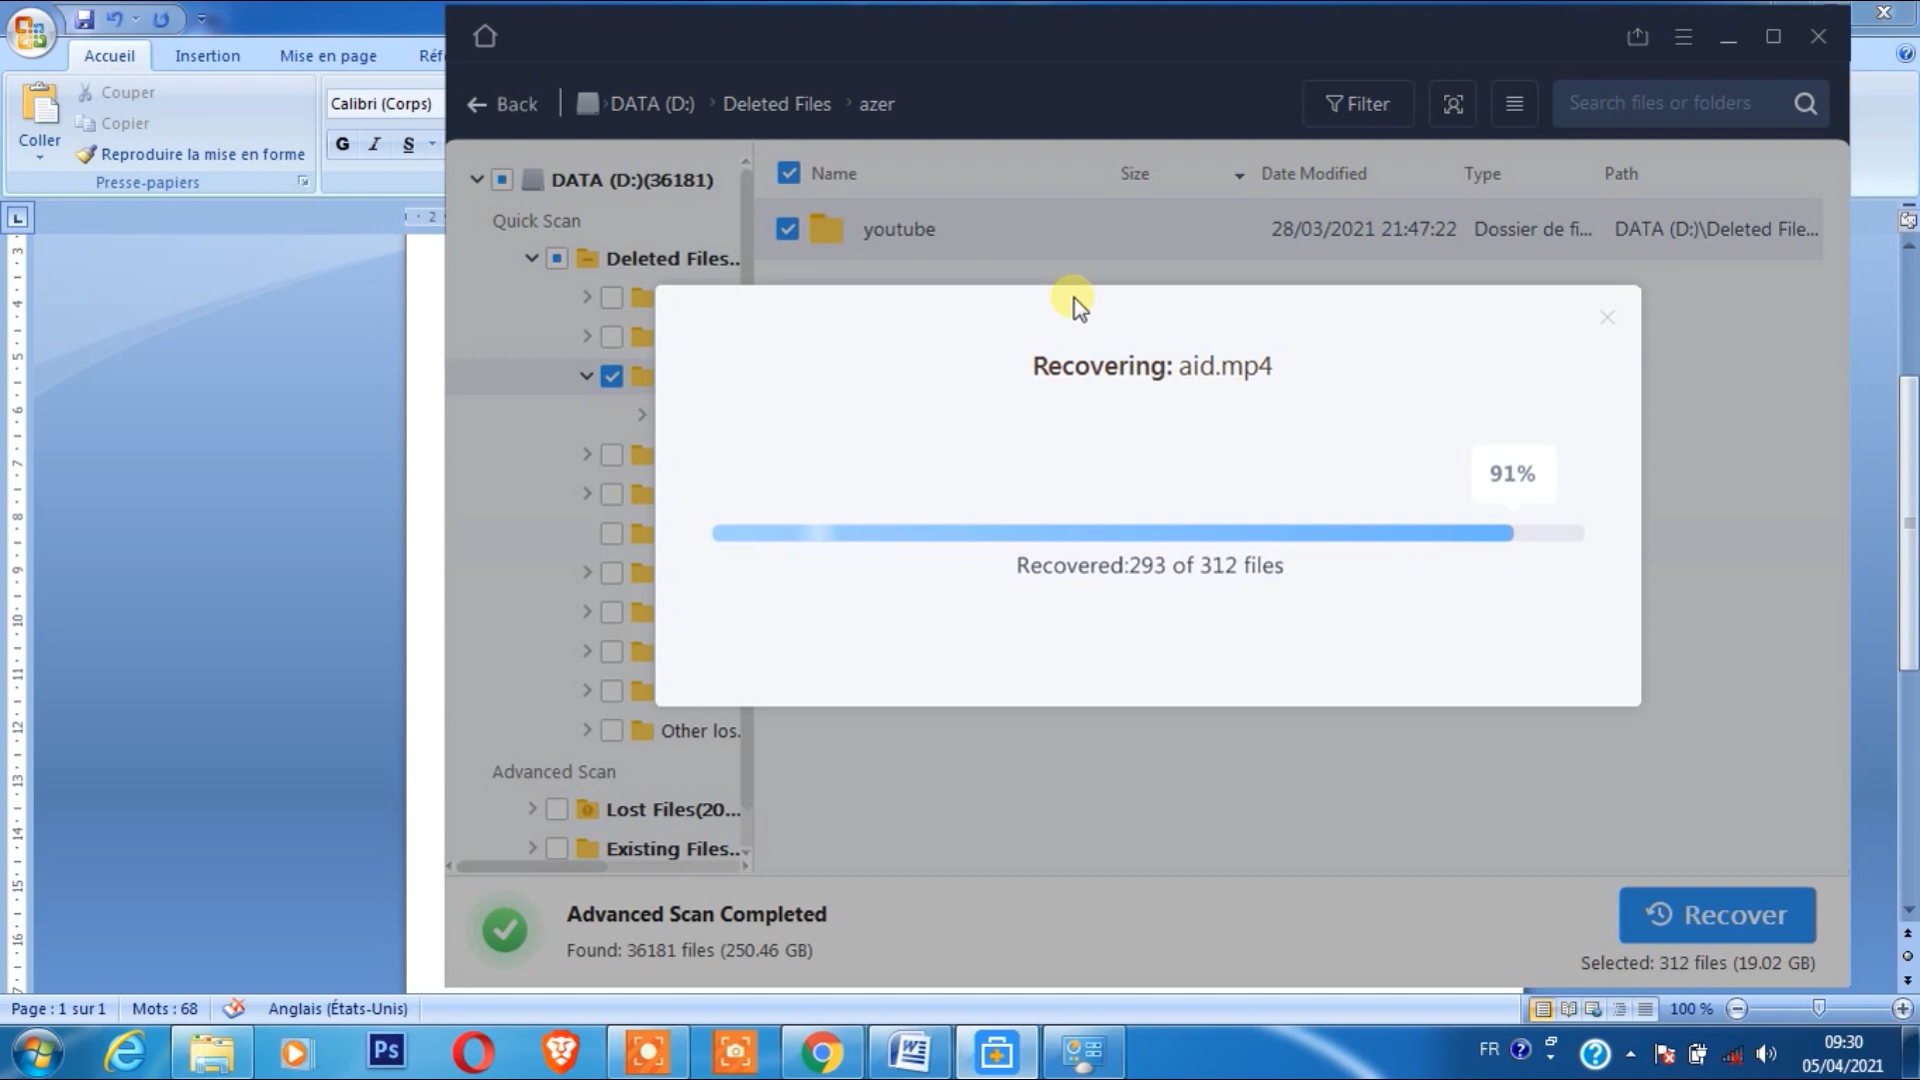 Accueil Insertion Mise en page Réf
Couper
Copier
Coller
Reproduire la mise en forme
Presse-papiers
Calibri (Corps)
G I S
Back DATA (D:) Deleted Files azer
Filter
Search files or folders
DATA (D:)(36181)
Quick Scan
Deleted Files..
Other los.
Advanced Scan
Lost Files(20...
Existing Files..
Name Size Date Modified Type Path
youtube 28/03/2021 21:47:22 Dossier de fi... DATA (D:)\Deleted File...
Recovering: aid.mp4
91%
Recovered:293 of 312 files
Advanced Scan Completed
Found: 36181 files (250.46 GB)
Recover
Selected: 312 files (19.02 GB)
Page : 1 sur 1 Mots : 68 Anglais (États-Unis)
100 %
Ps
FR
09:30
05/04/2021